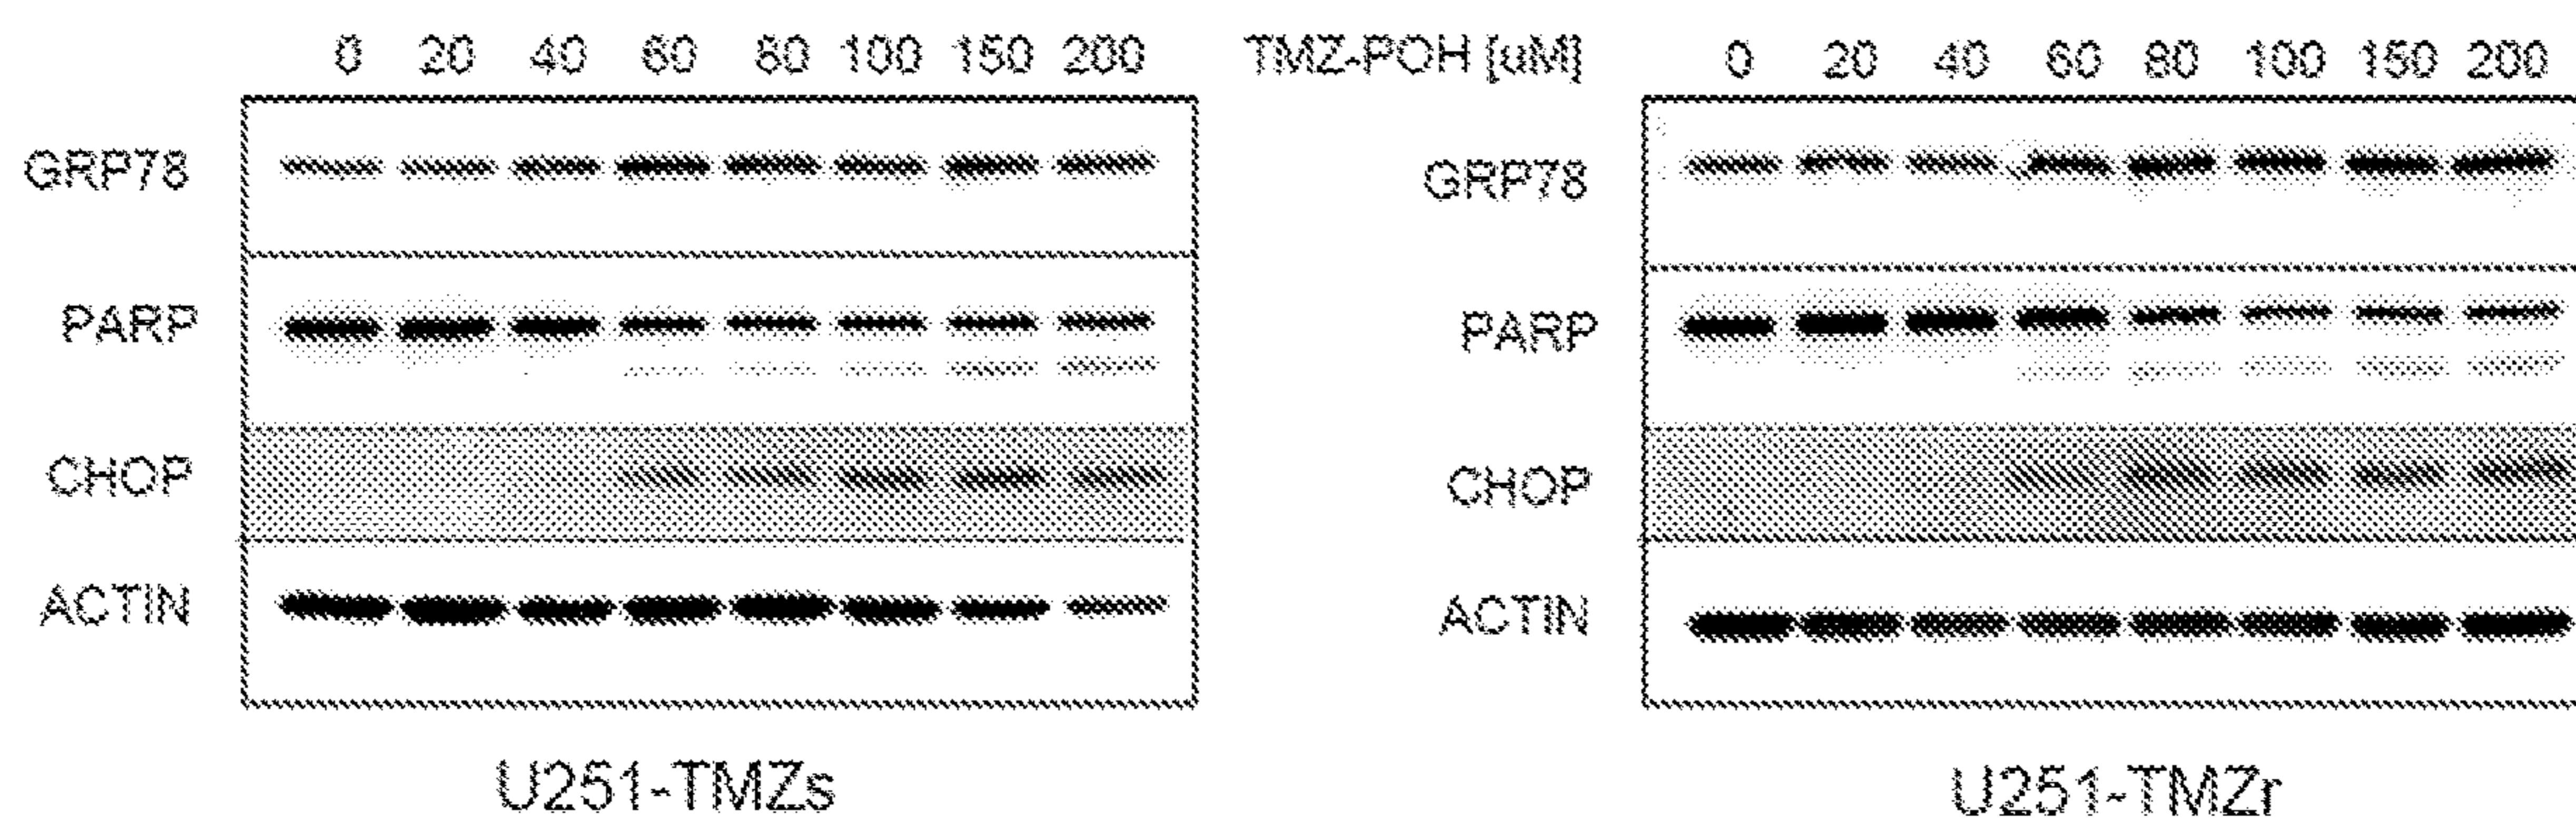 0 20 40 60 80 100 150 200 TMZ-POH [uM] 0 20 40 60 80 100 150 200
GRP78 GRP78
PARP PARP
CHOP CHOP
ACTIN ACTIN
U251-TMZs U251-TMZr